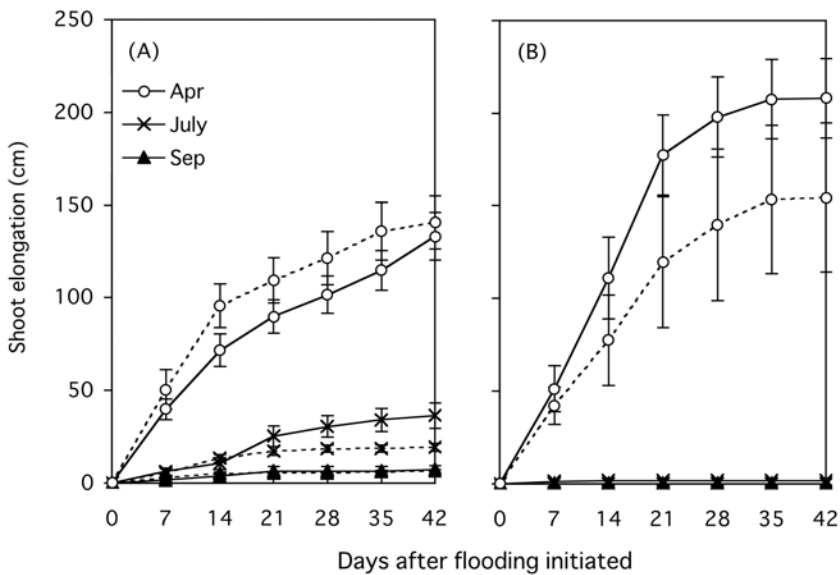 250
200
150
100
50
0
Shoot elongation (cm)
(A)
Apr
July
Sep
0 7 14 21 28 35 42
(B)
0 7 14 21 28 35 42
Days after flooding initiated